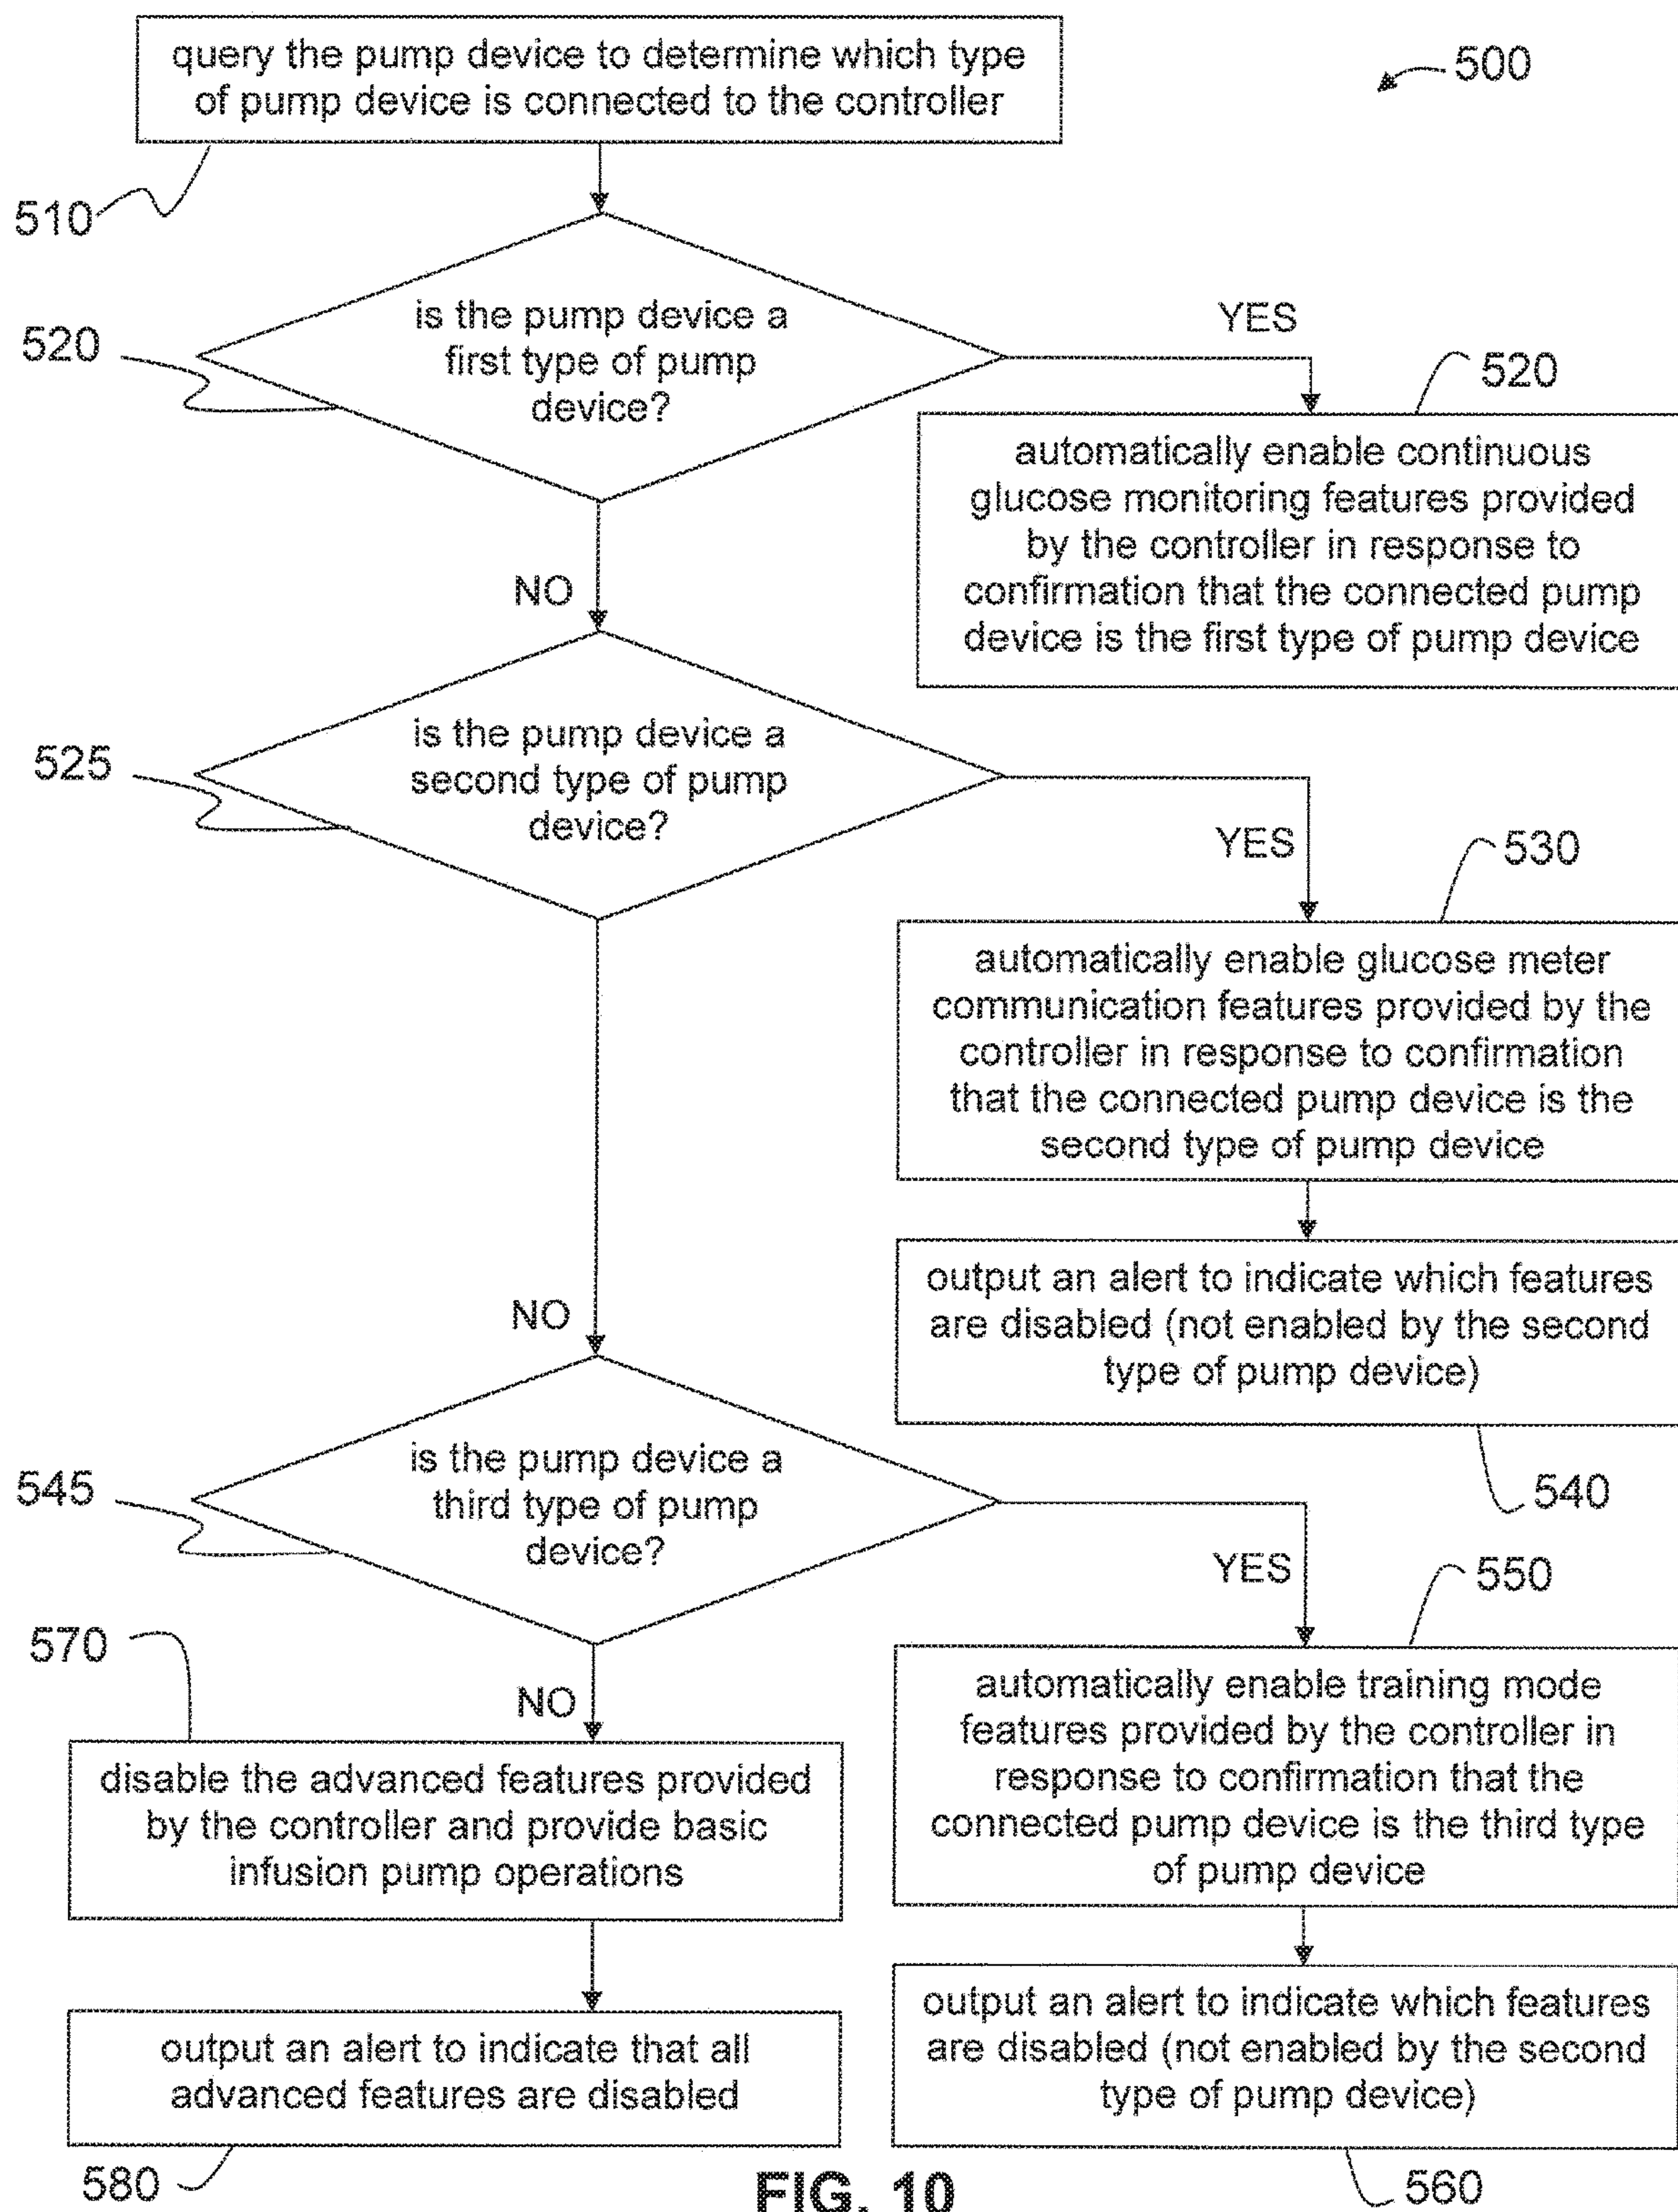 query the pump device to determine which type
of pump device is connected to the controller
500
510
is the pump device a
first type of pump
device?
520
YES
520
automatically enable continuous
glucose monitoring features provided
by the controller in response to
confirmation that the connected pump
device is the first type of pump device
NO
is the pump device a
second type of pump
device?
525
YES
530
automatically enable glucose meter
communication features provided by the
controller in response to confirmation
that the connected pump device is the
second type of pump device
output an alert to indicate which features
are disabled (not enabled by the second
type of pump device)
540
NO
is the pump device a
third type of pump
device?
545
YES
550
automatically enable training mode
features provided by the controller in
response to confirmation that the
connected pump device is the third type
of pump device
output an alert to indicate which features
are disabled (not enabled by the second
type of pump device)
560
570
NO
disable the advanced features provided
by the controller and provide basic
infusion pump operations
output an alert to indicate that all
advanced features are disabled
580
FIG. 10